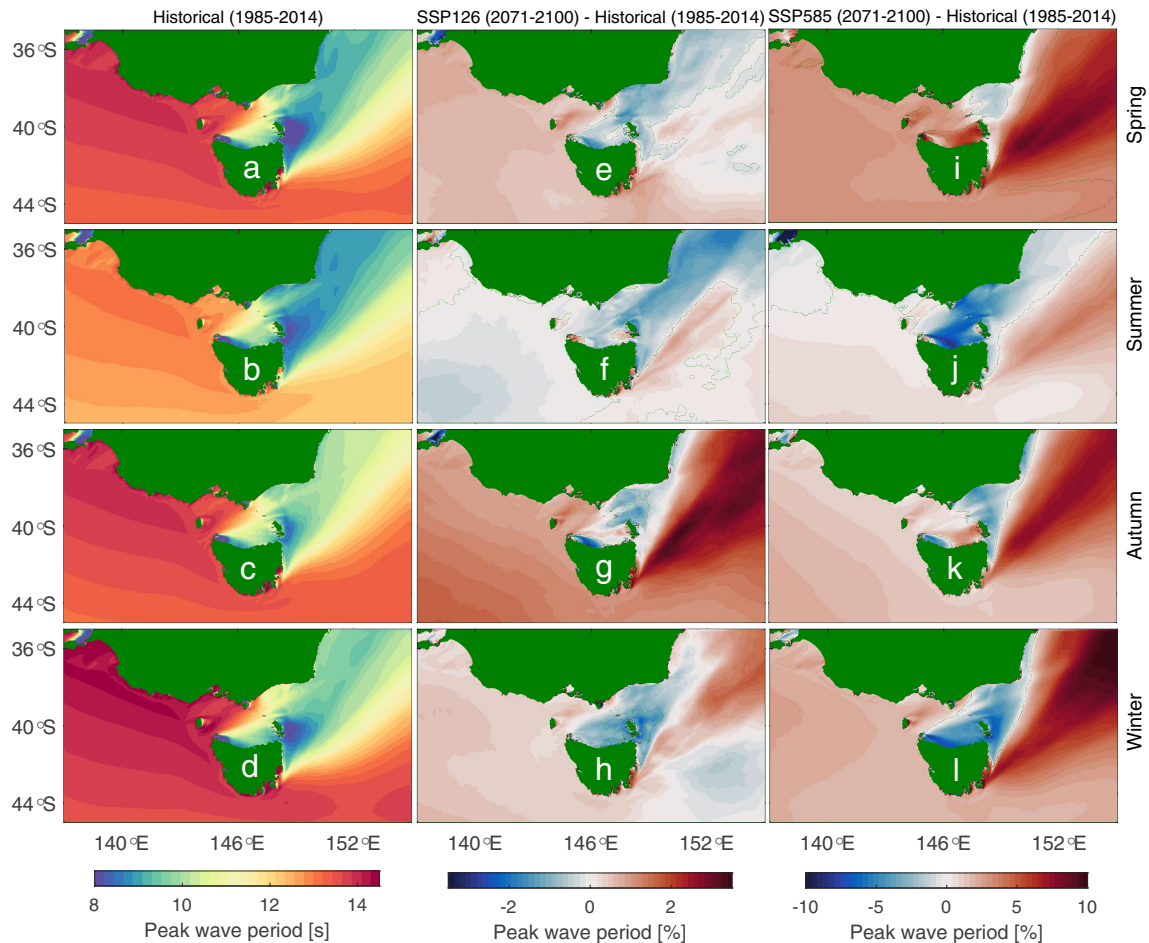 Historical (1985-2014) SSP126 (2071-2100) - Historical (1985-2014) SSP585 (2071-2100) - Historical (1985-2014)
36 °S
40 °S
44 °S
a e i
Spring
36 °S
40 °S
44 °S
b f j
Summer
36 °S
40 °S
44 °S
c g k
Autumn
36 °S
40 °S
44 °S
d h l
Winter
140 °E 146 °E 152 °E 140 °E 146 °E 152 °E 140 °E 146 °E 152 °E
8 10 12 14 -2 0 2 -10 -5 0 5 10
Peak wave period [s] Peak wave period [%] Peak wave period [%]